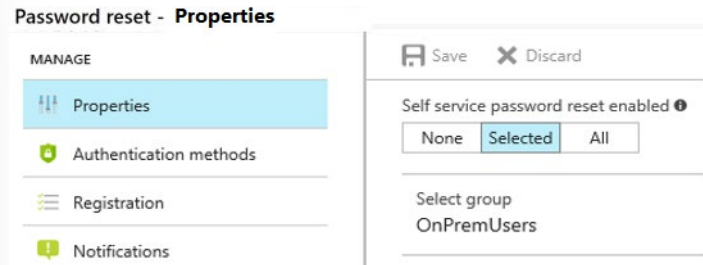 Password reset - Properties
MANAGE
Properties
Authentication methods
Registration
Notifications
Save Discard
Self service password reset enabled
None Selected All
Select group
OnPremUsers